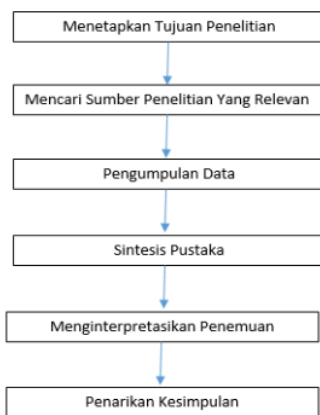 Menetapkan Tujuan Penelitian
Mencari Sumber Penelitian Yang Relevan
Pengumpulan Data
Sintesis Pustaka
Menginterpretasikan Penemuan
Penarikan Kesimpulan